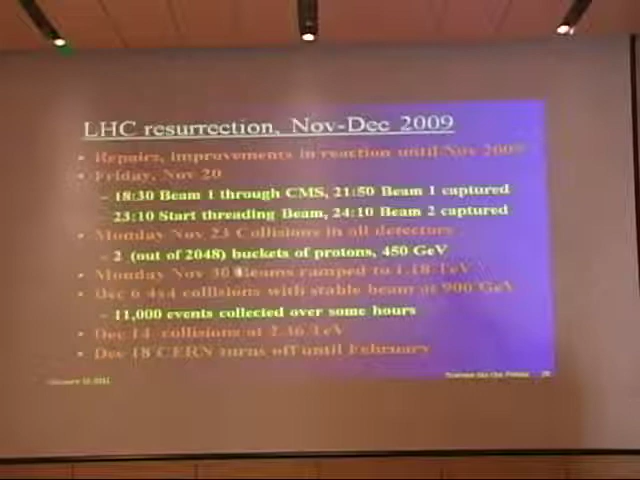 LHC resurrection, Nov-Dec 2009
• Repairs, improvements in reaction until Nov 2009
• Friday, Nov 20
– 18:30 Beam 1 through CMS, 21:50 Beam 1 captured
23:10 Start threading Beam, 24:10 Beam 2 captured
• Monday Nov 23 Collisions in all detectors
– 2 (out of 2048) buckets of protons, 450 GeV
• Monday Nov 30 Beams ramped to 1.18 TeV
• Dec 6 4x4 collisions with stable beam at 900 GeV
– 11,000 events collected over some hours
• Dec 14 collisions at 2.36 TeV
• Dec 18 CERN turns off until February